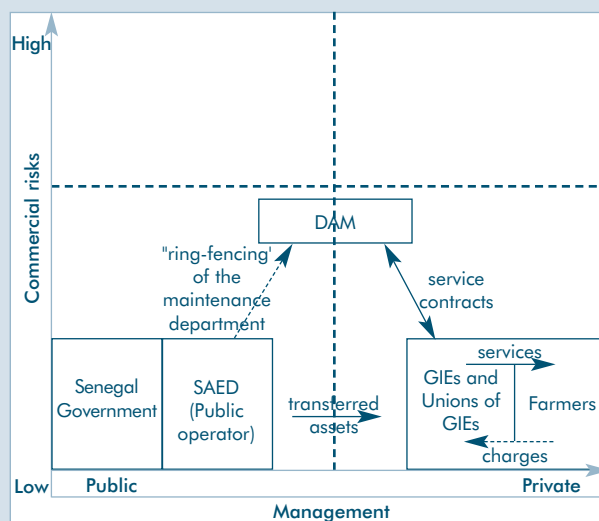 High
Commercial risks
DAM
"ring-fencing'
of the
maintenance
department
service
contracts
Senegal
Government
SAED
(Public
operator)
transferred
assets
services
GIEs and
Unions of
GIEs
Farmers
charges
Low
Public
Private
Management